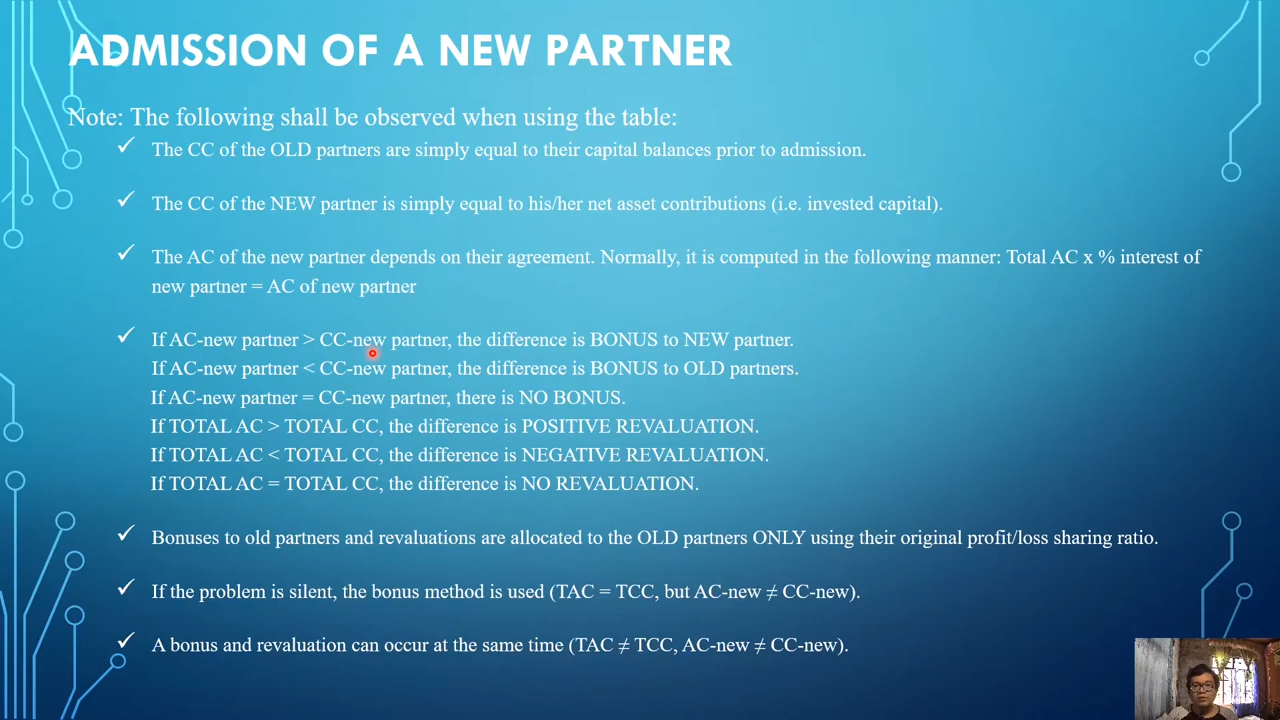 ADMISSION OF A NEW PARTNER
Note: The following shall be observed when using the table:
✓ The CC of the OLD partners are simply equal to their capital balances prior to admission.
✓ The CC of the NEW partner is simply equal to his/her net asset contributions (i.e. invested capital).
✓ The AC of the new partner depends on their agreement. Normally, it is computed in the following manner: Total AC x % interest of
new partner = AC of new partner
✓ If AC-new partner > CC-new partner, the difference is BONUS to NEW partner.
If AC-new partner < CC-new partner, the difference is BONUS to OLD partners.
If AC-new partner = CC-new partner, there is NO BONUS.
If TOTAL AC > TOTAL CC, the difference is POSITIVE REVALUATION.
If TOTAL AC < TOTAL CC, the difference is NEGATIVE REVALUATION.
If TOTAL AC = TOTAL CC, the difference is NO REVALUATION.
✓ Bonuses to old partners and revaluations are allocated to the OLD partners ONLY using their original profit/loss sharing ratio.
✓ If the problem is silent, the bonus method is used (TAC = TCC, but AC-new ≠ CC-new).
✓ A bonus and revaluation can occur at the same time (TAC ≠ TCC, AC-new ≠ CC-new).